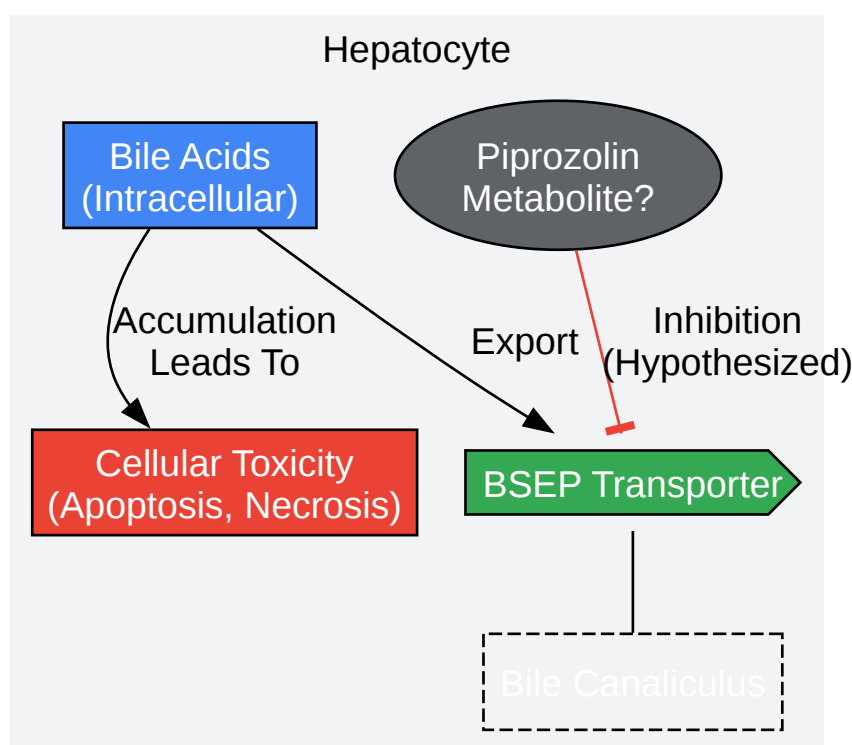 Hepatocyte
Bile Acids
(Intracellular)
Piprozolin
Metabolite?
Accumulation
Leads To
Export
Inhibition
(Hypothesized)
Cellular Toxicity
(Apoptosis, Necrosis)
BSEP Transporter
Bile Canaliculus